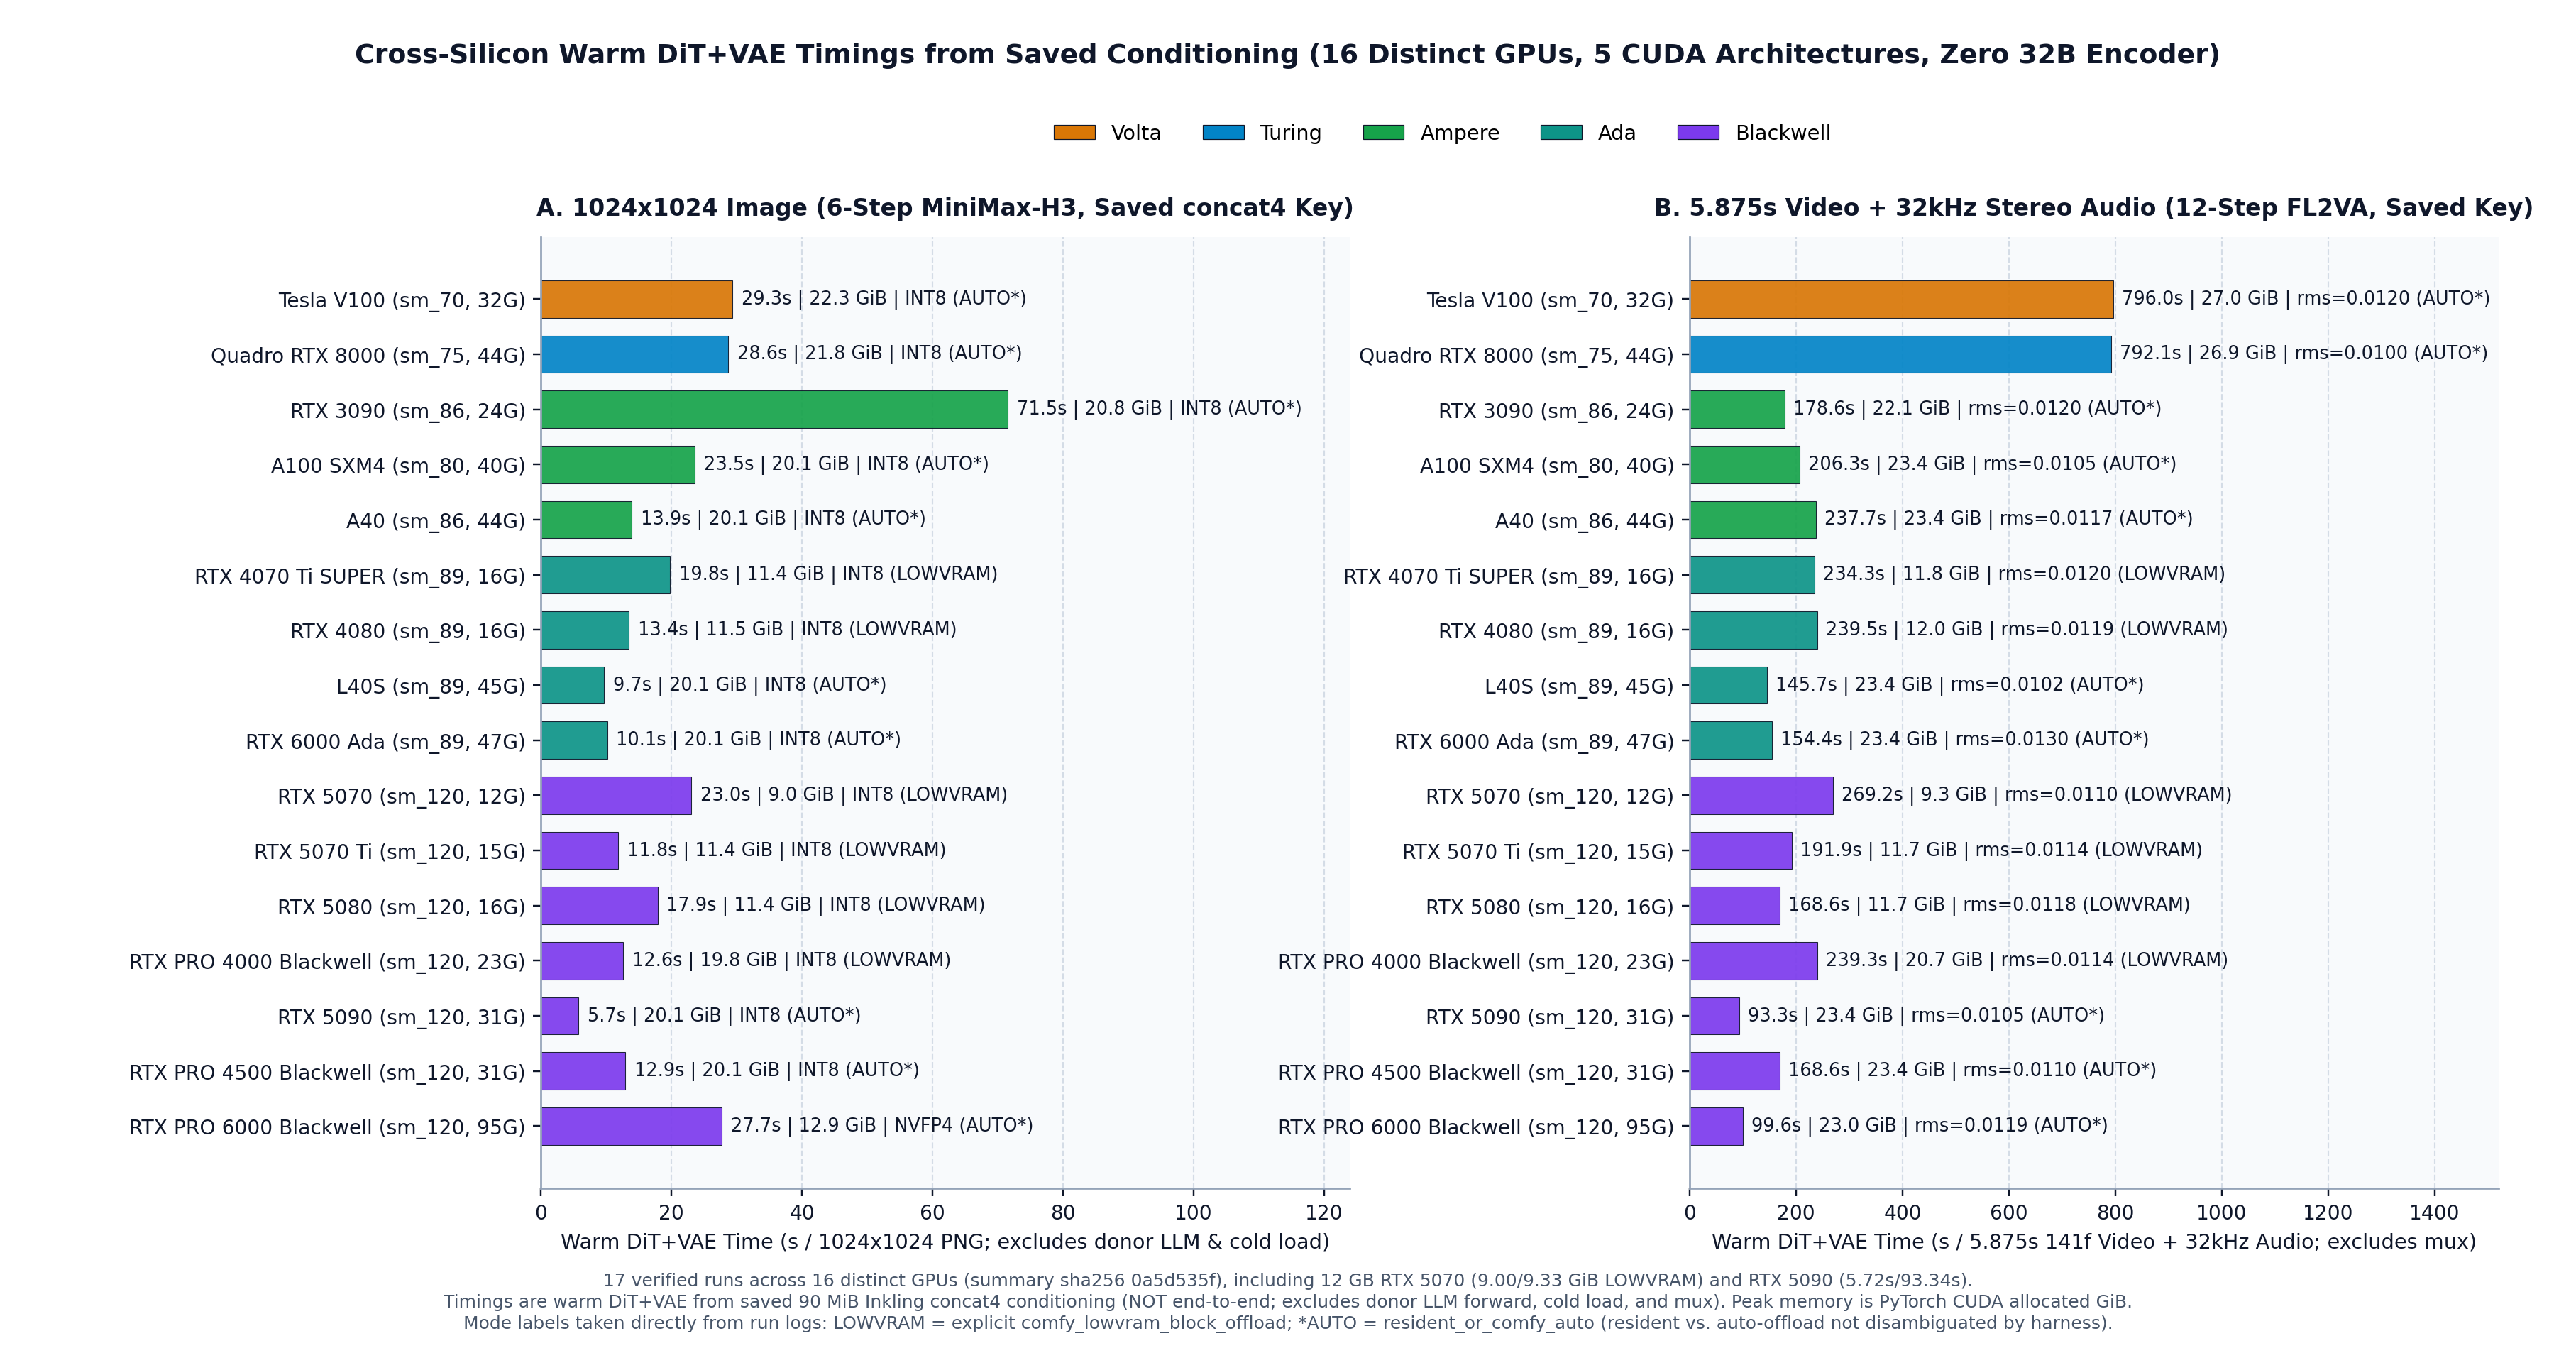 Cross-Silicon Warm DiT+VAE Timings from Saved Conditioning (16 Distinct GPUs, 5 CUDA Architectures, Zero 32B Encoder)
Volta
Turing
Ampere
Ada
Blackwell
A. 1024x1024 Image (6-Step MiniMax-H3, Saved concat4 Key)
Tesla V100 (sm_70, 32G)
29.3s | 22.3 GiB | INT8 (AUTO*)
Quadro RTX 8000 (sm_75, 44G)
28.6s | 21.8 GiB | INT8 (AUTO*)
RTX 3090 (sm_86, 24G)
71.5s | 20.8 GiB | INT8 (AUTO*)
A100 SXM4 (sm_80, 40G)
23.5s | 20.1 GiB | INT8 (AUTO*)
A40 (sm_86, 44G)
13.9s | 20.1 GiB | INT8 (AUTO*)
RTX 4070 Ti SUPER (sm_89, 16G)
19.8s | 11.4 GiB | INT8 (LOWVRAM)
RTX 4080 (sm_89, 16G)
13.4s | 11.5 GiB | INT8 (LOWVRAM)
L40S (sm_89, 45G)
9.7s | 20.1 GiB | INT8 (AUTO*)
RTX 6000 Ada (sm_89, 47G)
10.1s | 20.1 GiB | INT8 (AUTO*)
RTX 5070 (sm_120, 12G)
23.0s | 9.0 GiB | INT8 (LOWVRAM)
RTX 5070 Ti (sm_120, 15G)
11.8s | 11.4 GiB | INT8 (LOWVRAM)
RTX 5080 (sm_120, 16G)
17.9s | 11.4 GiB | INT8 (LOWVRAM)
RTX PRO 4000 Blackwell (sm_120, 23G)
12.6s | 19.8 GiB | INT8 (LOWVRAM)
RTX 5090 (sm_120, 31G)
5.7s | 20.1 GiB | INT8 (AUTO*)
RTX PRO 4500 Blackwell (sm_120, 31G)
12.9s | 20.1 GiB | INT8 (AUTO*)
RTX PRO 6000 Blackwell (sm_120, 95G)
27.7s | 12.9 GiB | NVFP4 (AUTO*)
0 20 40 60 80 100 120
Warm DiT+VAE Time (s / 1024x1024 PNG; excludes donor LLM & cold load)
B. 5.875s Video + 32kHz Stereo Audio (12-Step FL2VA, Saved Key)
Tesla V100 (sm_70, 32G)
796.0s | 27.0 GiB | rms=0.0120 (AUTO*)
Quadro RTX 8000 (sm_75, 44G)
792.1s | 26.9 GiB | rms=0.0100 (AUTO*)
RTX 3090 (sm_86, 24G)
178.6s | 22.1 GiB | rms=0.0120 (AUTO*)
A100 SXM4 (sm_80, 40G)
206.3s | 23.4 GiB | rms=0.0105 (AUTO*)
A40 (sm_86, 44G)
237.7s | 23.4 GiB | rms=0.0117 (AUTO*)
RTX 4070 Ti SUPER (sm_89, 16G)
234.3s | 11.8 GiB | rms=0.0120 (LOWVRAM)
RTX 4080 (sm_89, 16G)
239.5s | 12.0 GiB | rms=0.0119 (LOWVRAM)
L40S (sm_89, 45G)
145.7s | 23.4 GiB | rms=0.0102 (AUTO*)
RTX 6000 Ada (sm_89, 47G)
154.4s | 23.4 GiB | rms=0.0130 (AUTO*)
RTX 5070 (sm_120, 12G)
269.2s | 9.3 GiB | rms=0.0110 (LOWVRAM)
RTX 5070 Ti (sm_120, 15G)
191.9s | 11.7 GiB | rms=0.0114 (LOWVRAM)
RTX 5080 (sm_120, 16G)
168.6s | 11.7 GiB | rms=0.0118 (LOWVRAM)
RTX PRO 4000 Blackwell (sm_120, 23G)
239.3s | 20.7 GiB | rms=0.0114 (LOWVRAM)
RTX 5090 (sm_120, 31G)
93.3s | 23.4 GiB | rms=0.0105 (AUTO*)
RTX PRO 4500 Blackwell (sm_120, 31G)
168.6s | 23.4 GiB | rms=0.0110 (AUTO*)
RTX PRO 6000 Blackwell (sm_120, 95G)
99.6s | 23.0 GiB | rms=0.0119 (AUTO*)
0 200 400 600 800 1000 1200 1400
Warm DiT+VAE Time (s / 5.875s 141f Video + 32kHz Audio; excludes mux)
17 verified runs across 16 distinct GPUs (summary sha256 0a5d535f), including 12 GB RTX 5070 (9.00/9.33 GiB LOWVRAM) and RTX 5090 (5.72s/93.34s).
Timings are warm DiT+VAE from saved 90 MiB Inkling concat4 conditioning (NOT end-to-end; excludes donor LLM forward, cold load, and mux). Peak memory is PyTorch CUDA allocated GiB.
Mode labels taken directly from run logs: LOWVRAM = explicit comfy_lowvram_block_offload; *AUTO = resident_or_comfy_auto (resident vs. auto-offload not disambiguated by harness).